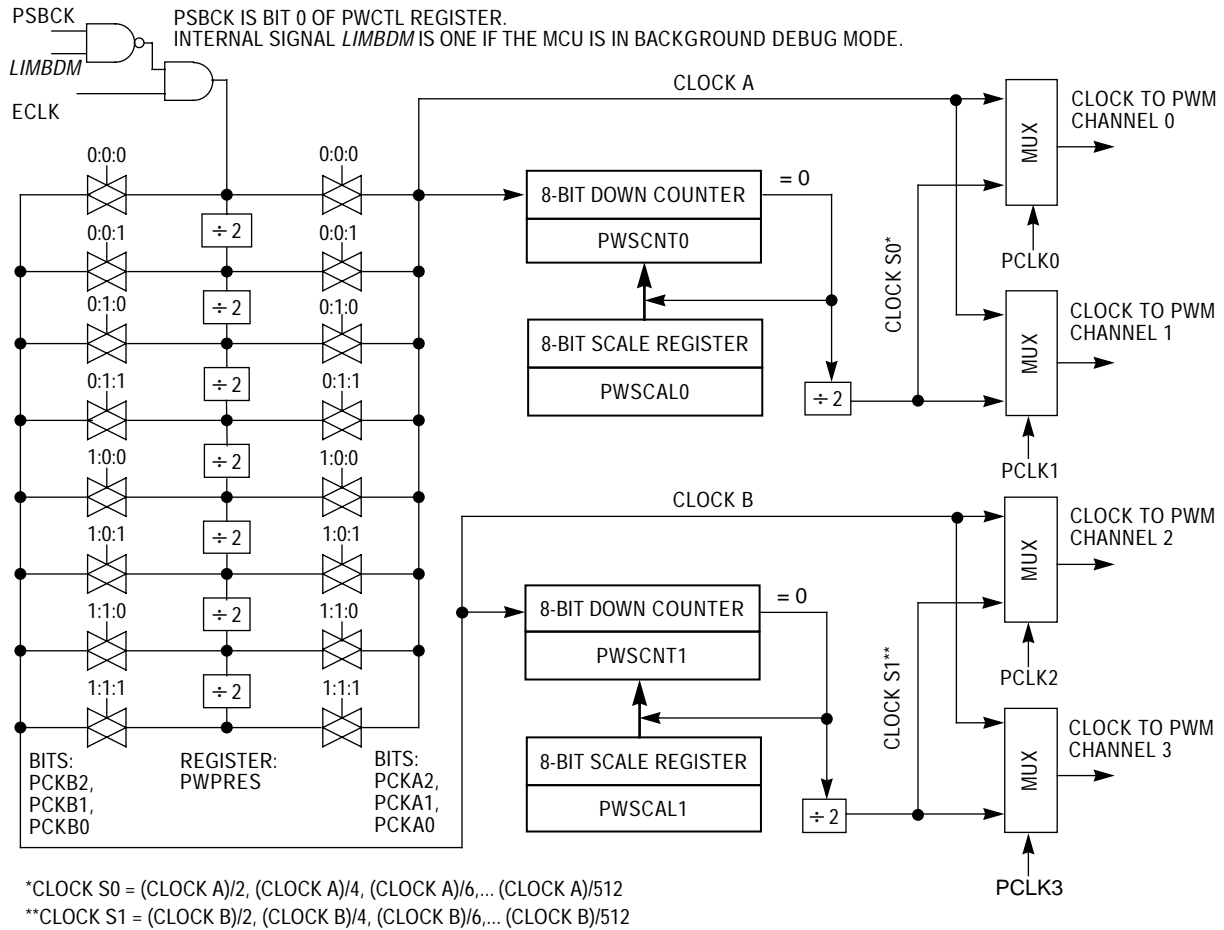 PSBCK
PSBCK IS BIT 0 OF PWCTL REGISTER.
INTERNAL SIGNAL LIMBDM IS ONE IF THE MCU IS IN BACKGROUND DEBUG MODE.
LIMBDM
ECLK
CLOCK A
CLOCK TO PWM
CHANNEL 0
MUX
PCLK0
0:0:0
0:0:0
8-BIT DOWN COUNTER
= 0
PWSCNT0
CLOCK S0*
÷ 2
0:0:1
0:0:1
÷ 2
0:1:0
0:1:0
8-BIT SCALE REGISTER
PWSCAL0
÷ 2
CLOCK TO PWM
CHANNEL 1
MUX
PCLK1
÷ 2
0:1:1
0:1:1
÷ 2
1:0:0
1:0:0
CLOCK B
CLOCK TO PWM
CHANNEL 2
MUX
PCLK2
÷ 2
1:0:1
1:0:1
8-BIT DOWN COUNTER
= 0
PWSCNT1
CLOCK S1**
÷ 2
1:1:0
1:1:0
÷ 2
1:1:1
1:1:1
CLOCK TO PWM
CHANNEL 3
MUX
PCLK3
8-BIT SCALE REGISTER
PWSCAL1
÷ 2
BITS:
PCKB2,
PCKB1,
PCKB0
REGISTER:
PWPRES
BITS:
PCKA2,
PCKA1,
PCKA0
*CLOCK S0 = (CLOCK A)/2, (CLOCK A)/4, (CLOCK A)/6,... (CLOCK A)/512
**CLOCK S1 = (CLOCK B)/2, (CLOCK B)/4, (CLOCK B)/6,... (CLOCK B)/512